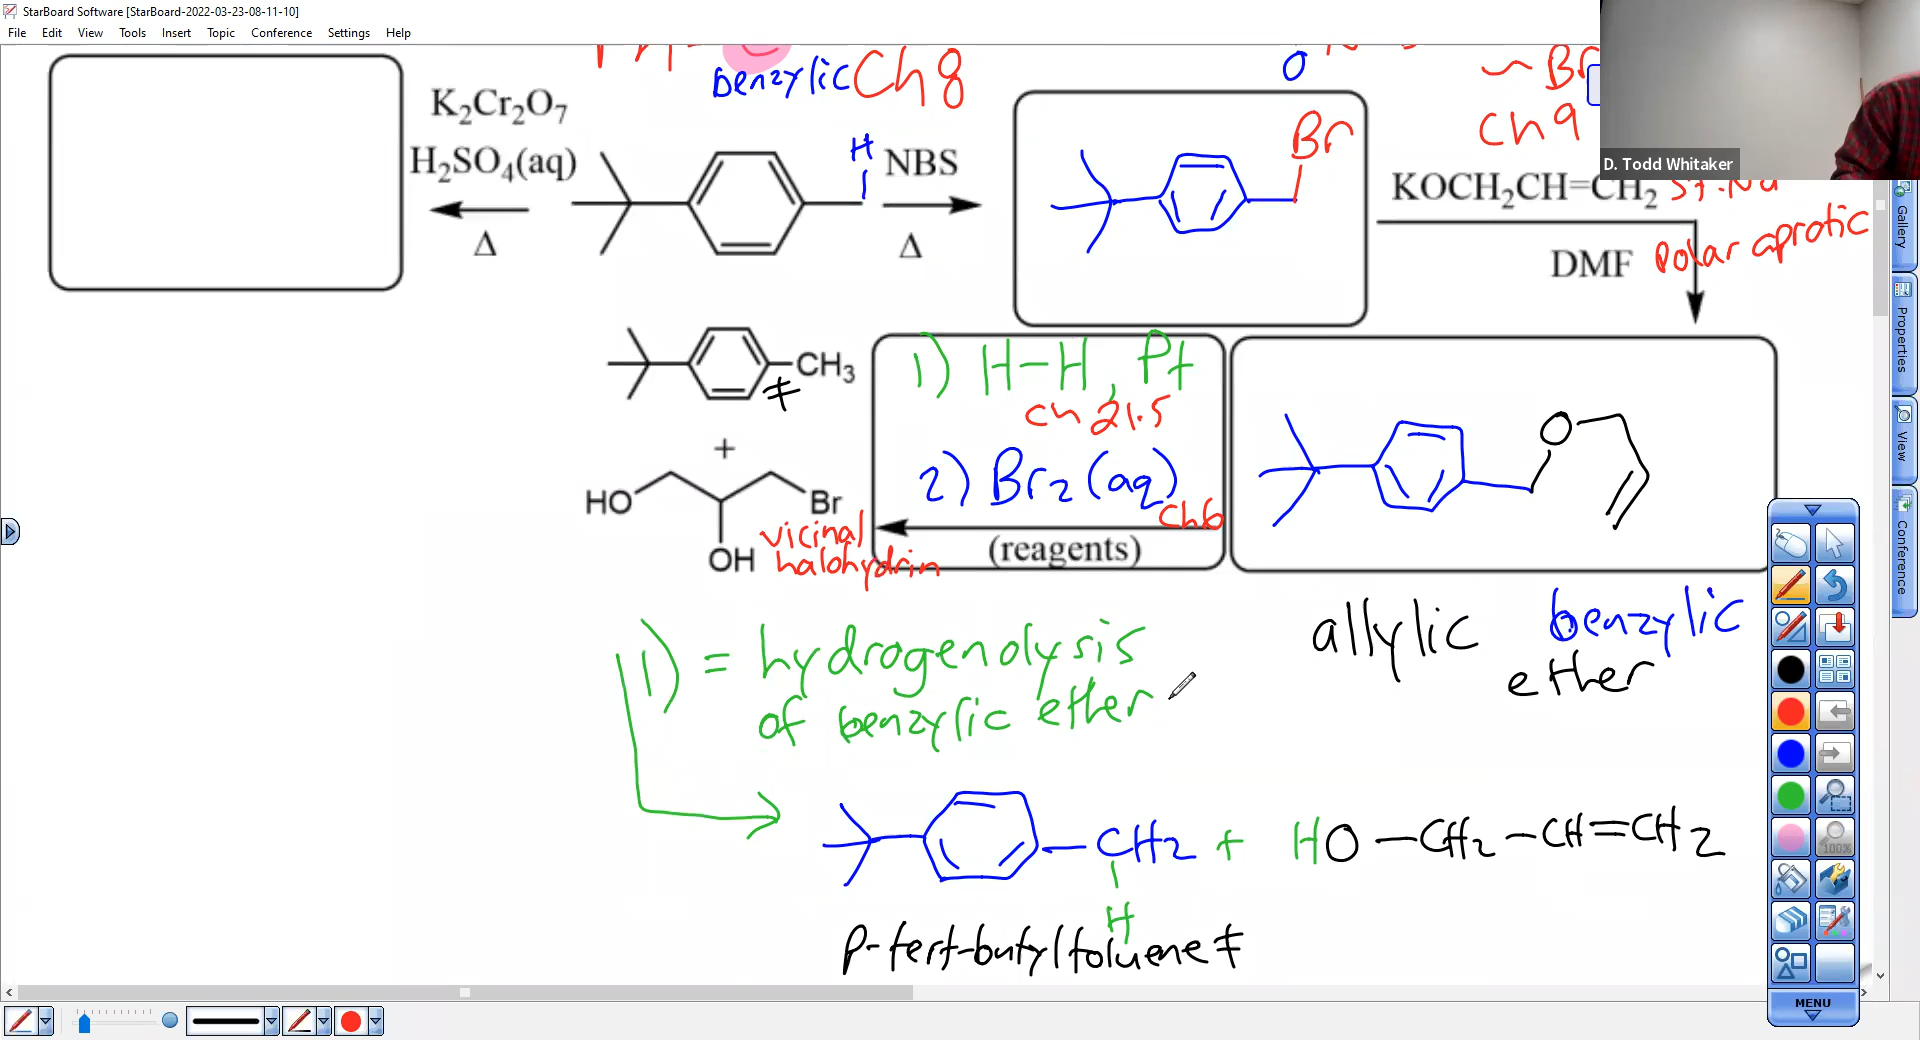 StarBoard Software [StarBoard-2022-03-23-08-11-10]
File Edit View Tools Insert Topic Conference Settings Help
benzylic Ch 8
O
Br
Ch 9
K2Cr2O7
H2SO4(aq)
Δ
H
NBS
Δ
Br
D. Todd Whitaker
KOCH2CH=CH2
DMF Polar aprotic
CH3
≠
+
HO
Br
OH
vicinal
halohydrin
1) H-H, Pt
Ch 21.5
2) Br2 (aq)
Ch6
(reagents)
O
allylic benzylic
ether
1) = hydrogenolysis
of benzylic ether
CH2 + HO-CH2-CH=CH2
H
p-tert-butyltoluene ≠
Gallery
Properties
View
Conference
100%
MENU